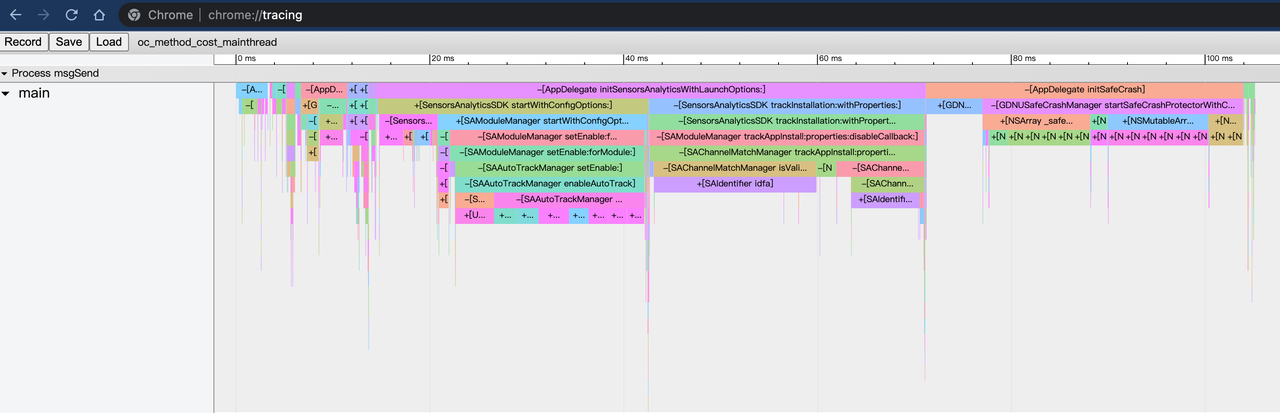 Chrome | chrome://tracing
Record Save Load oc_method_cost_mainthread
0 ms 20 ms 40 ms 60 ms 80 ms 100 ms
Process msgSend
main
–[A... –[ –[AppD... +[ +[ –[AppDelegate initSensorsAnalyticsWithLaunchOptions:] –[AppDelegate initSafeCrash]
–[ +[G –... +[ +[ +[SensorsAnalyticsSDK startWithConfigOptions:] –[SensorsAnalyticsSDK trackInstallation:withProperties:] +[GDN... –[GDNUSafeCrashManager startSafeCrashProtectorWithC...
–[ +... +[ +[ –[Sensors... +[SAModuleManager startWithConfigOpt... –[SensorsAnalyticsSDK trackInstallation:withPropert... +[NSArray _safe... +[N +[NSMutableArr... +[N...
–[ +... –[ +... +[ +[ –[ –[SAModuleManager setEnable:f... –[SAModuleManager trackAppInstall:properties:disableCallback:] +[N +[N +[N +[N +[N +[N +[N +[N +[N +[N +[N +[N +[N
+[ –[ –[SAModuleManager setEnable:forModule:] –[SAChannelMatchManager trackAppInstall:properti...
–[ –[SAAutoTrackManager setEnable:] –[SAChannelMatchManager isVali... –[N –[SAChanne...
+[ –[SAAutoTrackManager enableAutoTrack] +[SAIdentifier idfa] –[SAChann...
+[ –[S... –[SAAutoTrackManager ... +[SAIdentifi...
+[U... +... +... +... +... +... +... +...